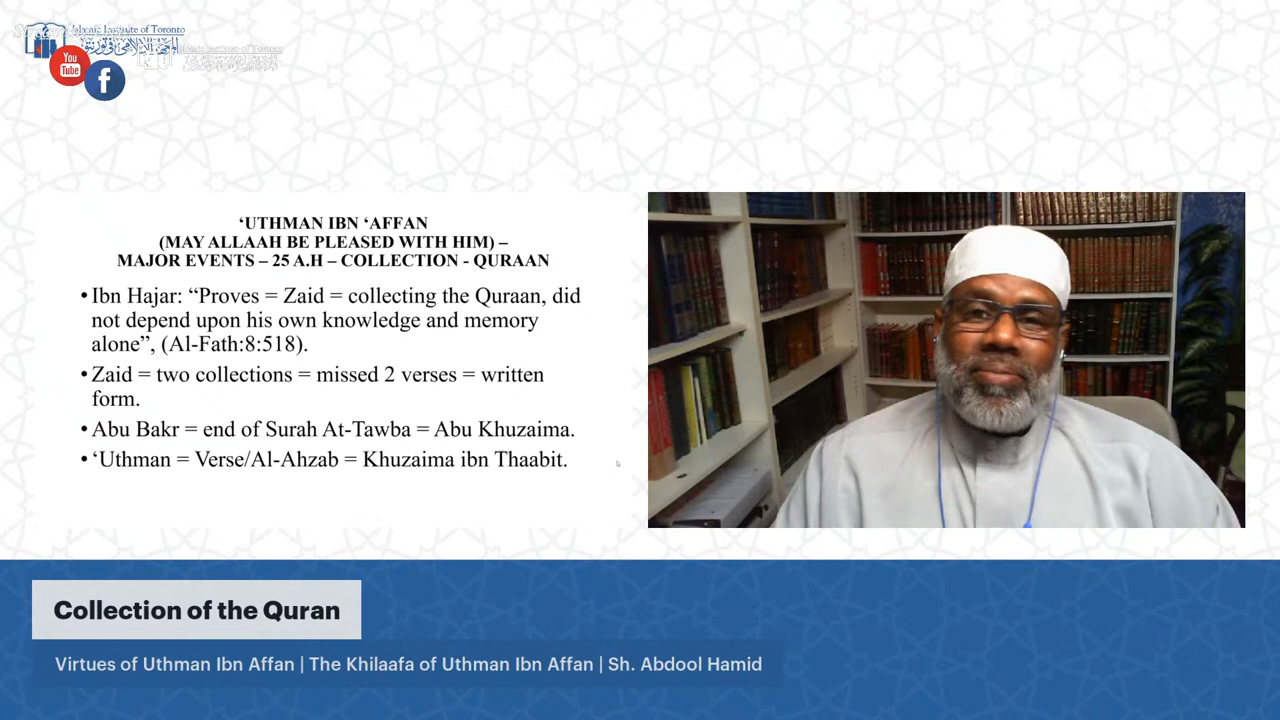 Islamic Institute of Toronto
You
Tube
f
‘UTHMAN IBN ‘AFFAN
(MAY ALLAAH BE PLEASED WITH HIM) –
MAJOR EVENTS – 25 A.H – COLLECTION - QURAAN
• Ibn Hajar: “Proves = Zaid = collecting the Quraan, did
not depend upon his own knowledge and memory
alone”, (Al-Fath:8:518).
• Zaid = two collections = missed 2 verses = written
form.
• Abu Bakr = end of Surah At-Tawba = Abu Khuzaima.
• ‘Uthman = Verse/Al-Ahzab = Khuzaima ibn Thaabit.
Collection of the Quran
Virtues of Uthman Ibn Affan | The Khilaafa of Uthman Ibn Affan | Sh. Abdool Hamid